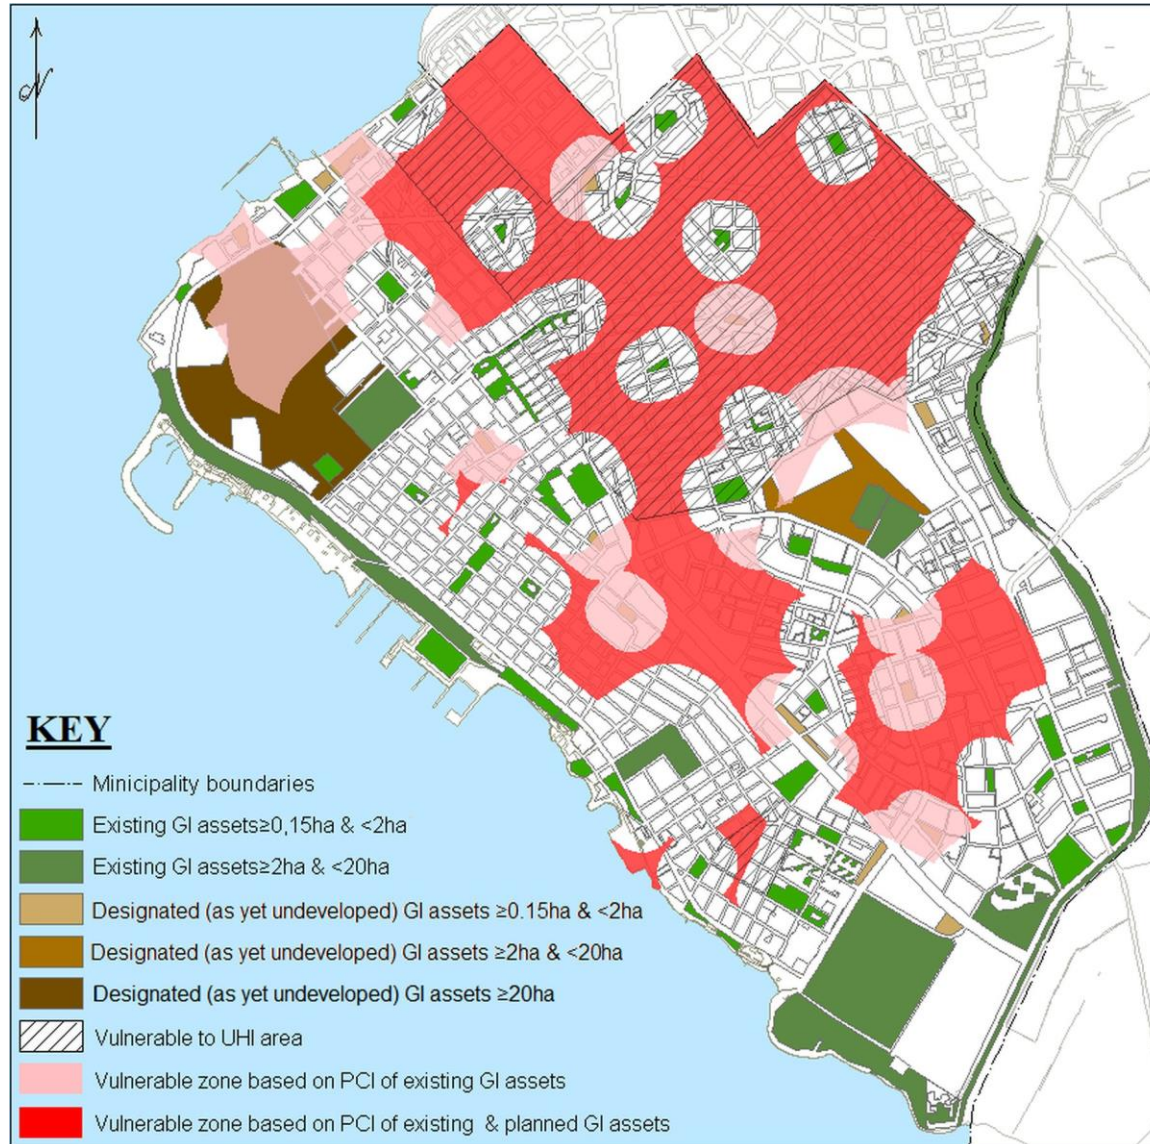 N
KEY
Minicipality boundaries
Existing GI assets≥0,15ha & <2ha
Existing GI assets≥2ha & <20ha
Designated (as yet undeveloped) GI assets ≥0.15ha & <2ha
Designated (as yet undeveloped) GI assets ≥2ha & <20ha
Designated (as yet undeveloped) GI assets ≥20ha
Vulnerable to UHI area
Vulnerable zone based on PCI of existing GI assets
Vulnerable zone based on PCI of existing & planned GI assets